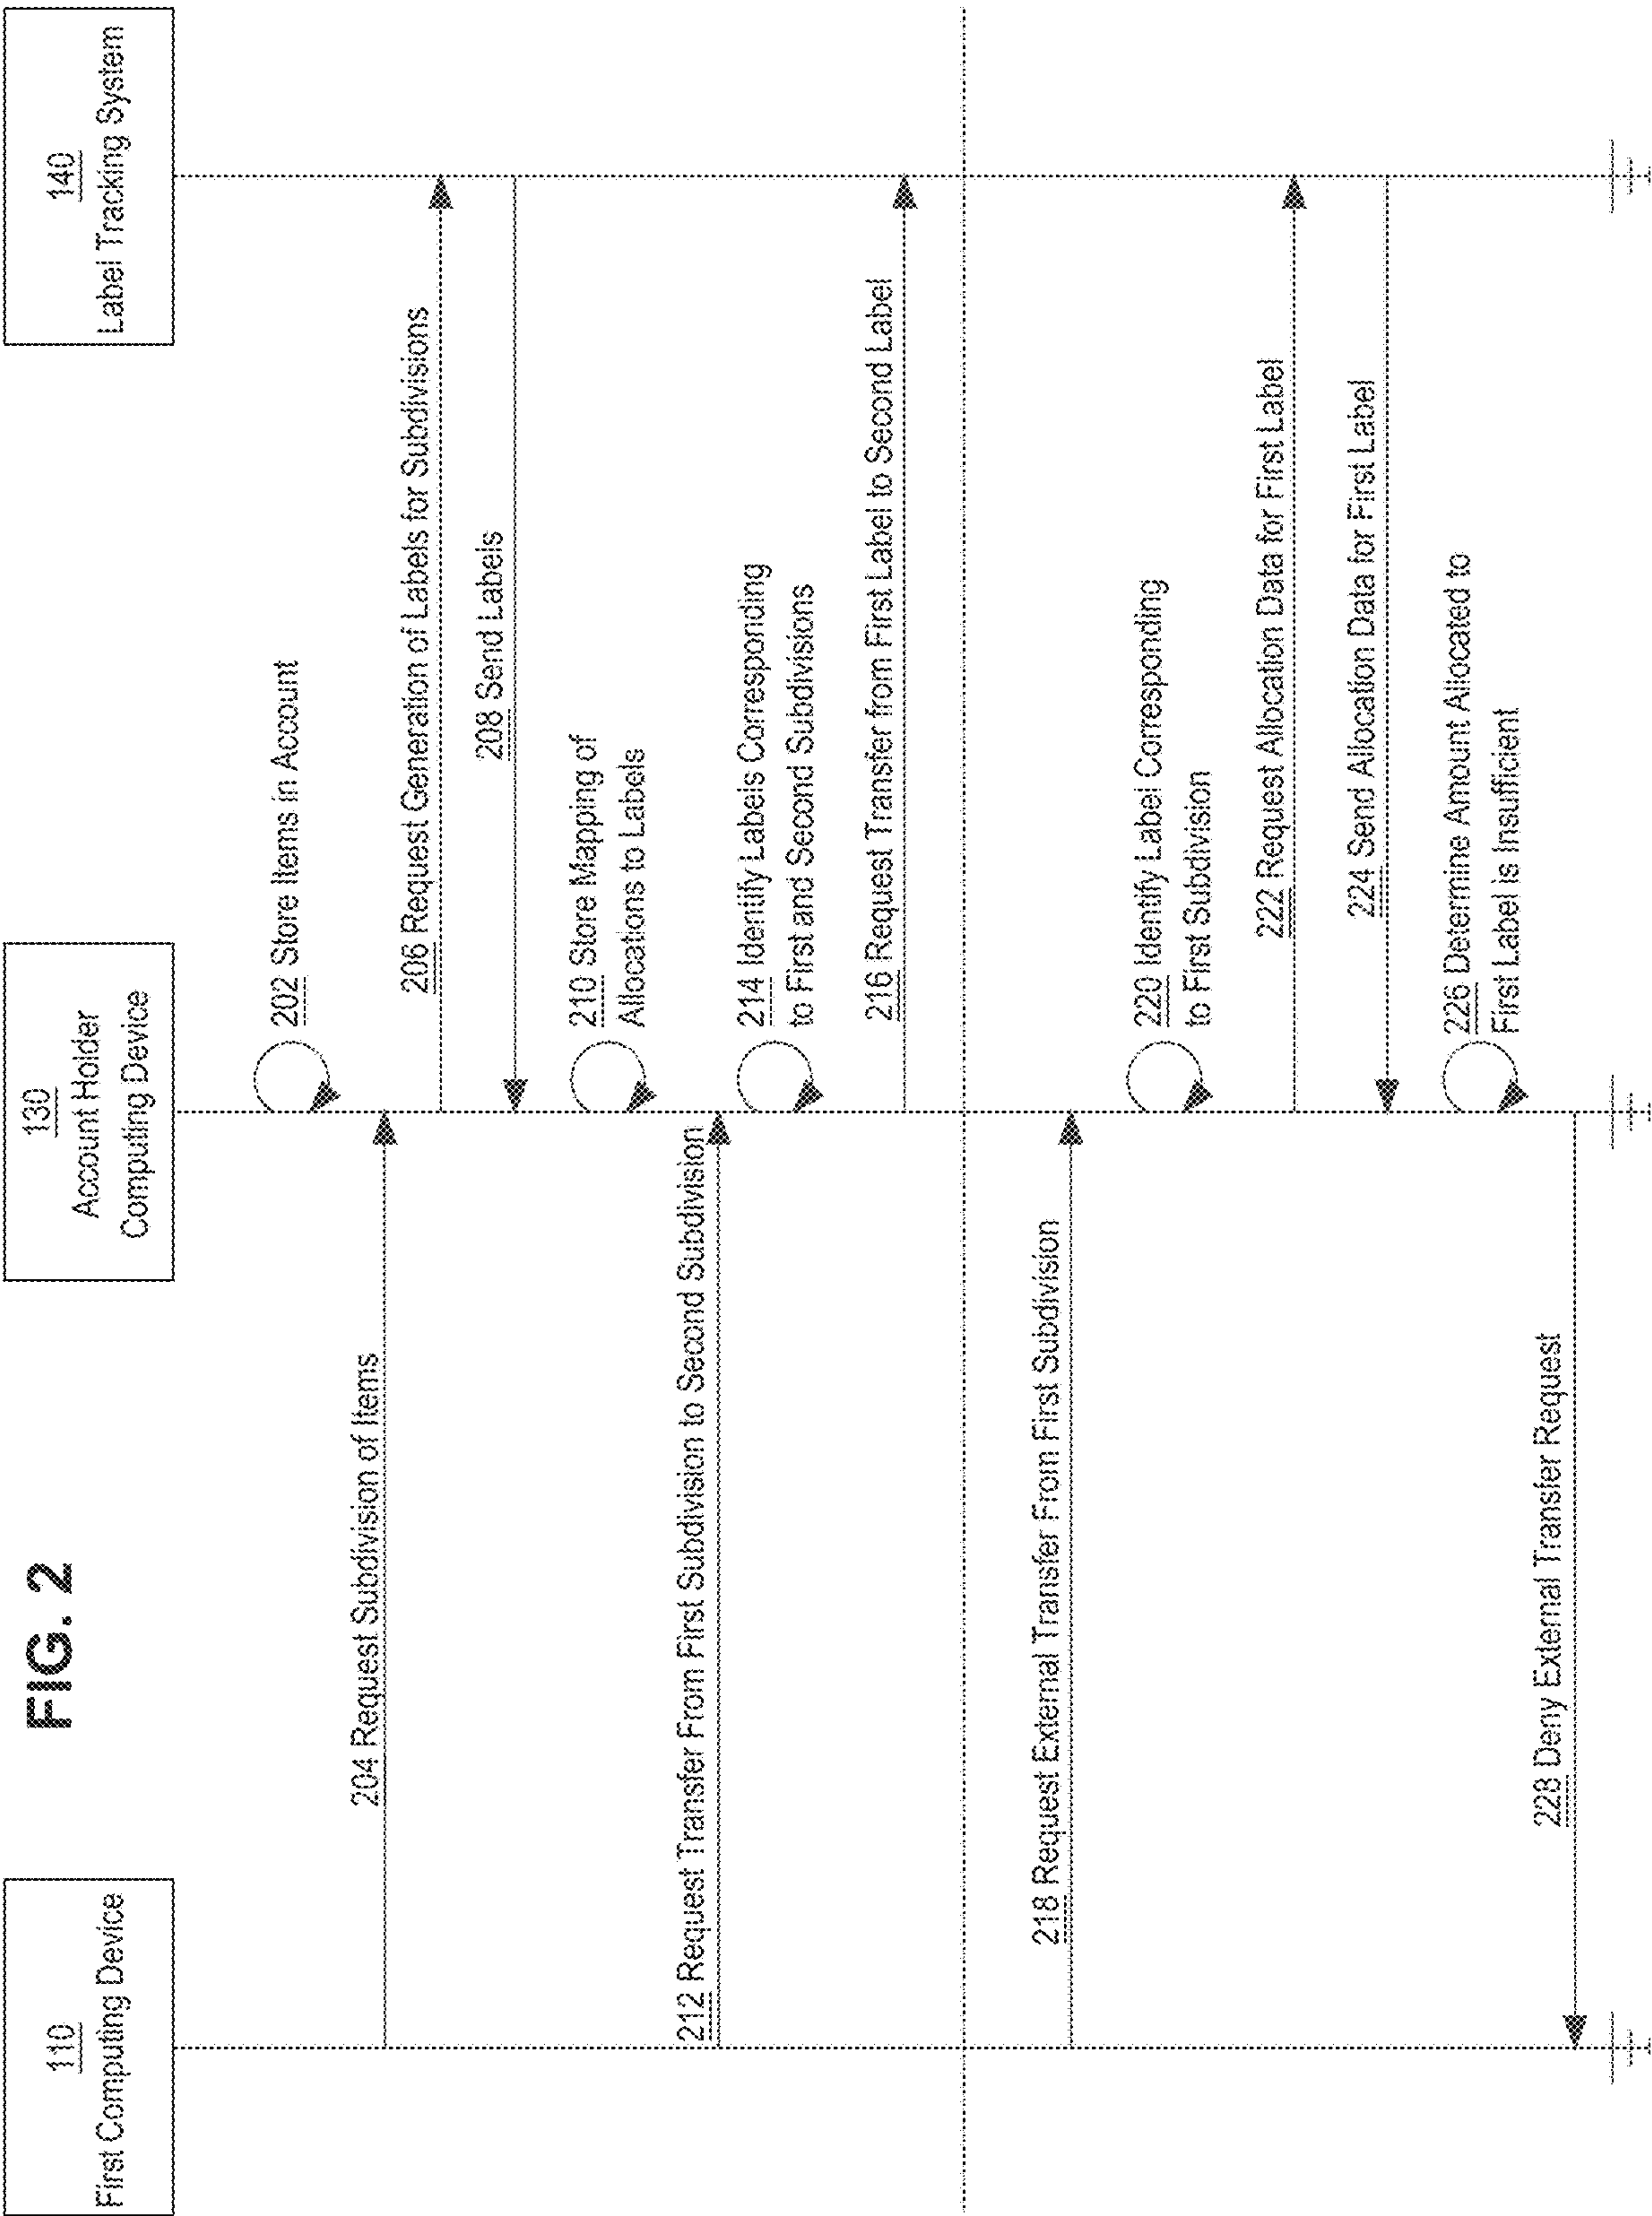 FIG. 2
110
First Computing Device
130
Account Holder
Computing Device
140
Label Tracking System
202 Store Items in Account
204 Request Subdivision of Items
206 Request Generation of Labels for Subdivisions
208 Send Labels
210 Store Mapping of
Allocations to Labels
212 Request Transfer From First Subdivision to Second Subdivision
214 Identify Labels Corresponding
to First and Second Subdivisions
216 Request Transfer from First Label to Second Label
218 Request External Transfer From First Subdivision
220 Identify Label Corresponding
to First Subdivision
222 Request Allocation Data for First Label
224 Send Allocation Data for First Label
226 Determine Amount Allocated to
First Label is Insufficient
228 Deny External Transfer Request